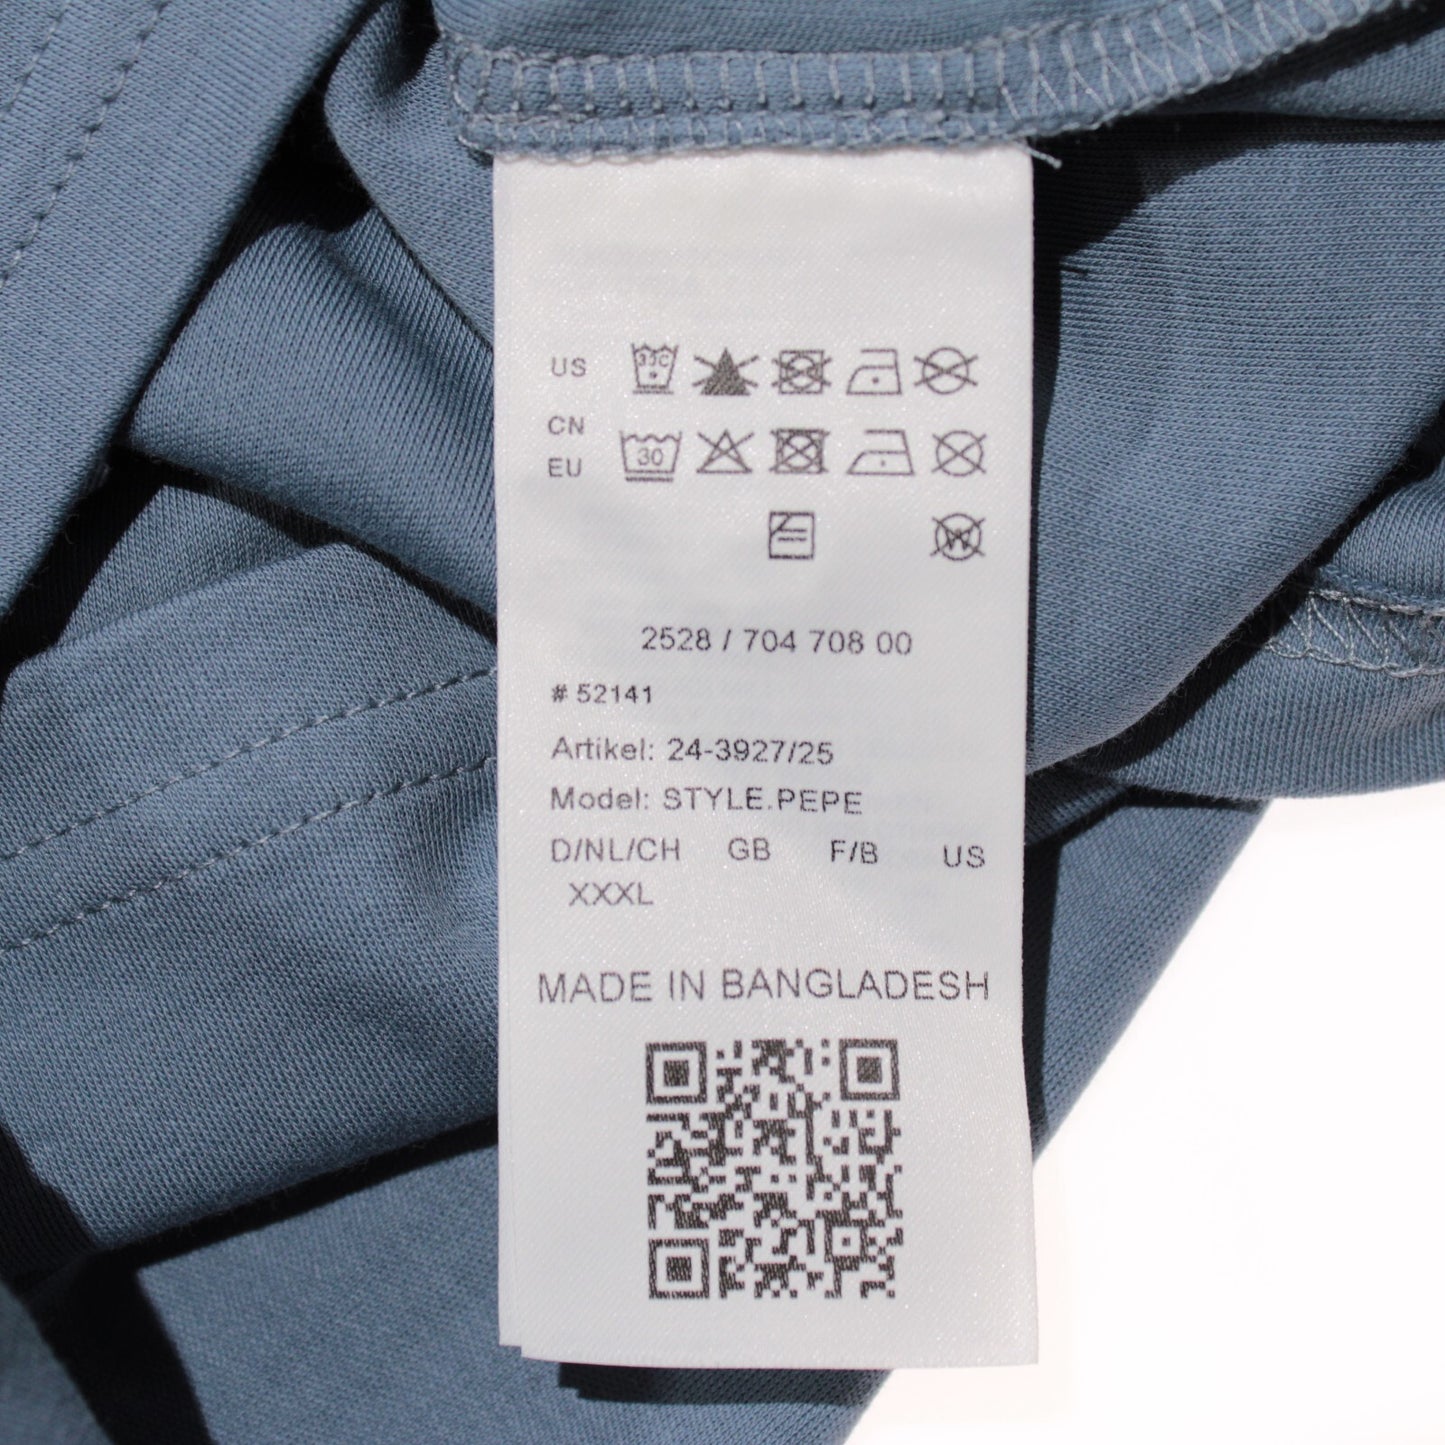 US 33C
CN
EU 30
W
2528 / 704 708 00
# 52141
Artikel: 24-3927/25
Model: STYLE.PEPE
D/NL/CH GB F/B US
XXXL
MADE IN BANGLADESH